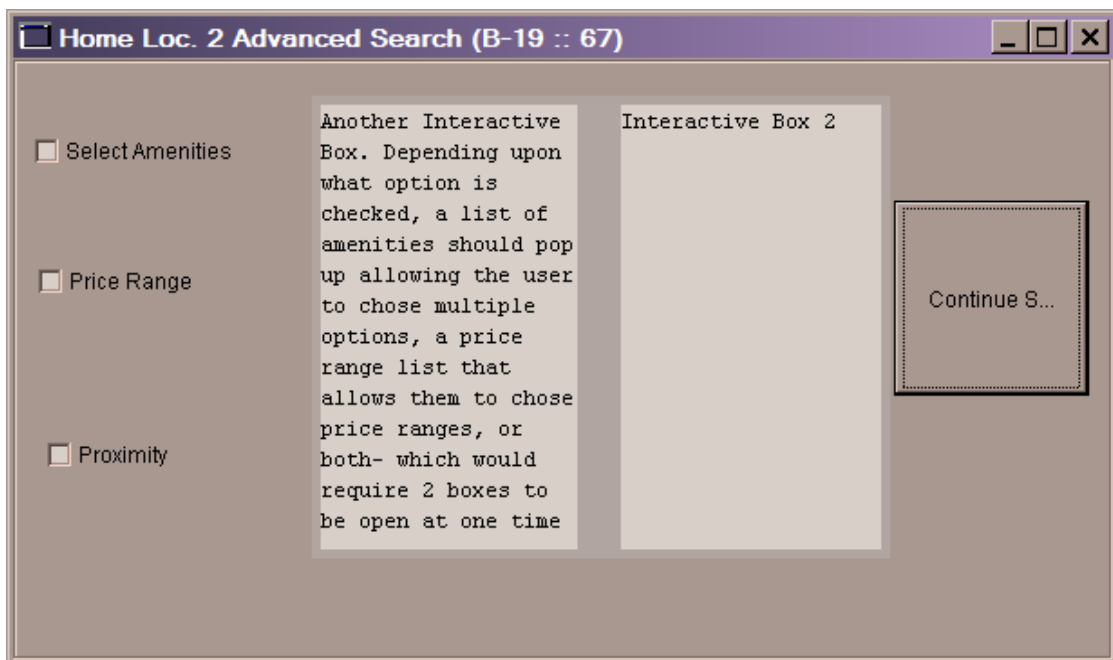 Home Loc. 2 Advanced Search (B-19 :: 67)
Select Amenities
Price Range
Proximity
Another Interactive
Box. Depending upon
what option is
checked, a list of
amenities should pop
up allowing the user
to chose multiple
options, a price
range list that
allows them to chose
price ranges, or
both- which would
require 2 boxes to
be open at one time
Interactive Box 2
Continue S...